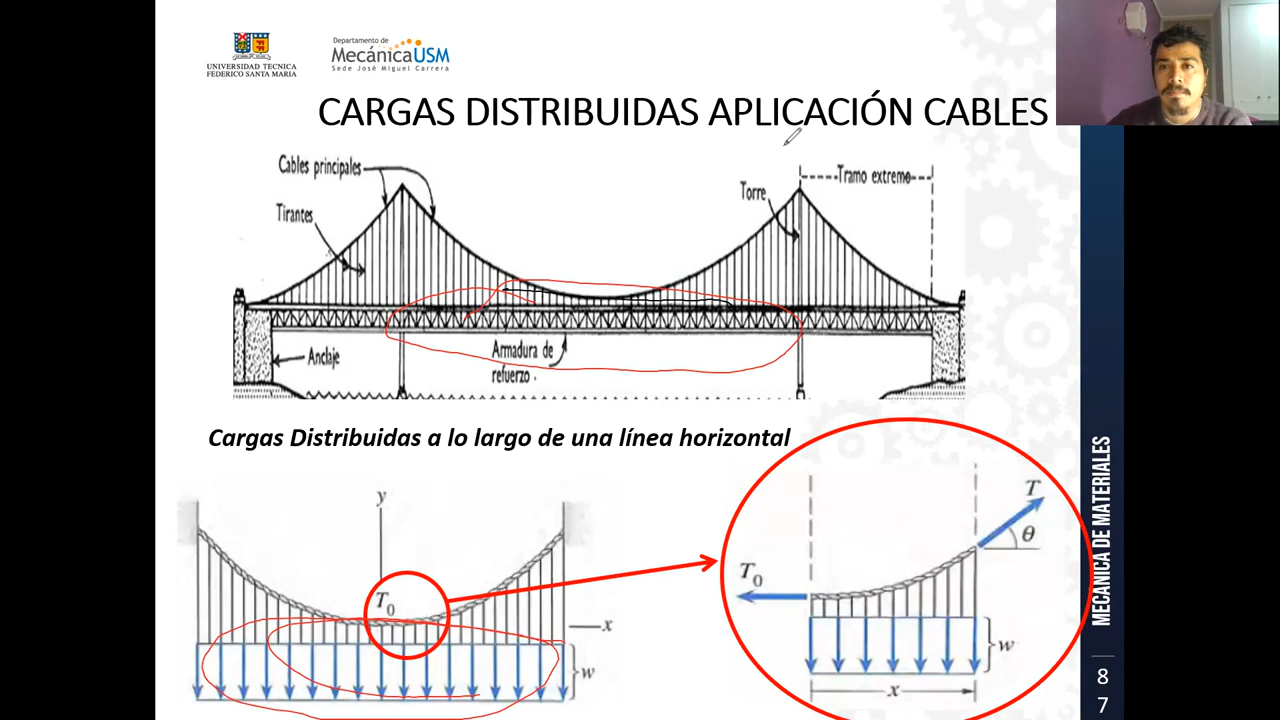 UNIVERSIDAD TECNICA
FEDERICO SANTA MARIA
Departamento de
MecánicaUSM
Sede José Miguel Carrera
CARGAS DISTRIBUIDAS APLICACIÓN CABLES
Cables principales
Tirantes
Torre
Tramo extremo
Anclaje
Armadura de
refuerzo.
Cargas Distribuidas a lo largo de una línea horizontal
y
T0
x
w
T0
T
θ
w
x
MECÁNICA DE MATERIALES
8
7